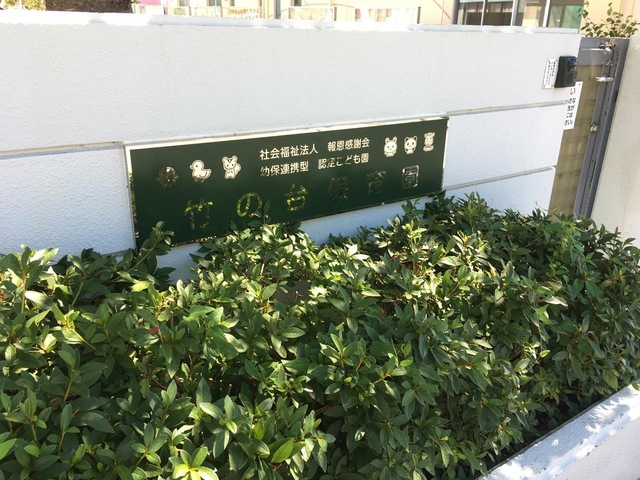 社会福祉法人 報恩感謝会
幼保連携型 認定こども園
竹の台保育園